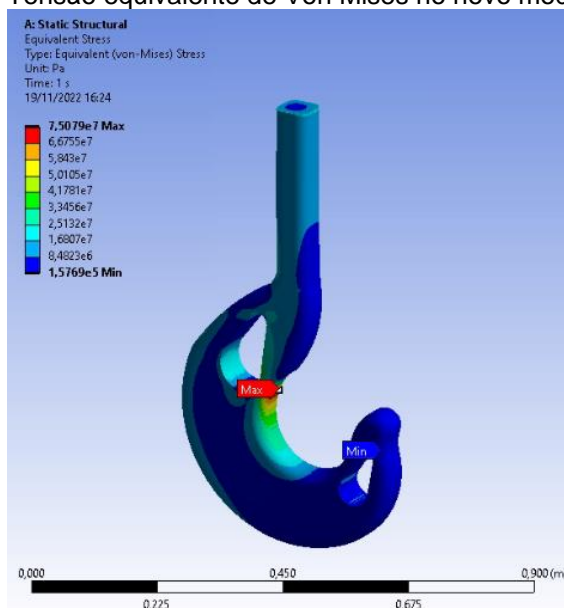 Tensão equivalente de Von Mises no novo
A: Static Structural
Equivalent Stress
Type: Equivalent (von-Mises) Stress
Unit: Pa
Time: 1 s
19/11/2022 16:24
7,5079e7 Max
6,6755e7
5,843e7
5,0105e7
4,1781e7
3,3456e7
2,5132e7
1,6807e7
8,4823e6
1,5769e5 Min
Max
Min
0,000 0,450 0,900 (m
0,225 0,675